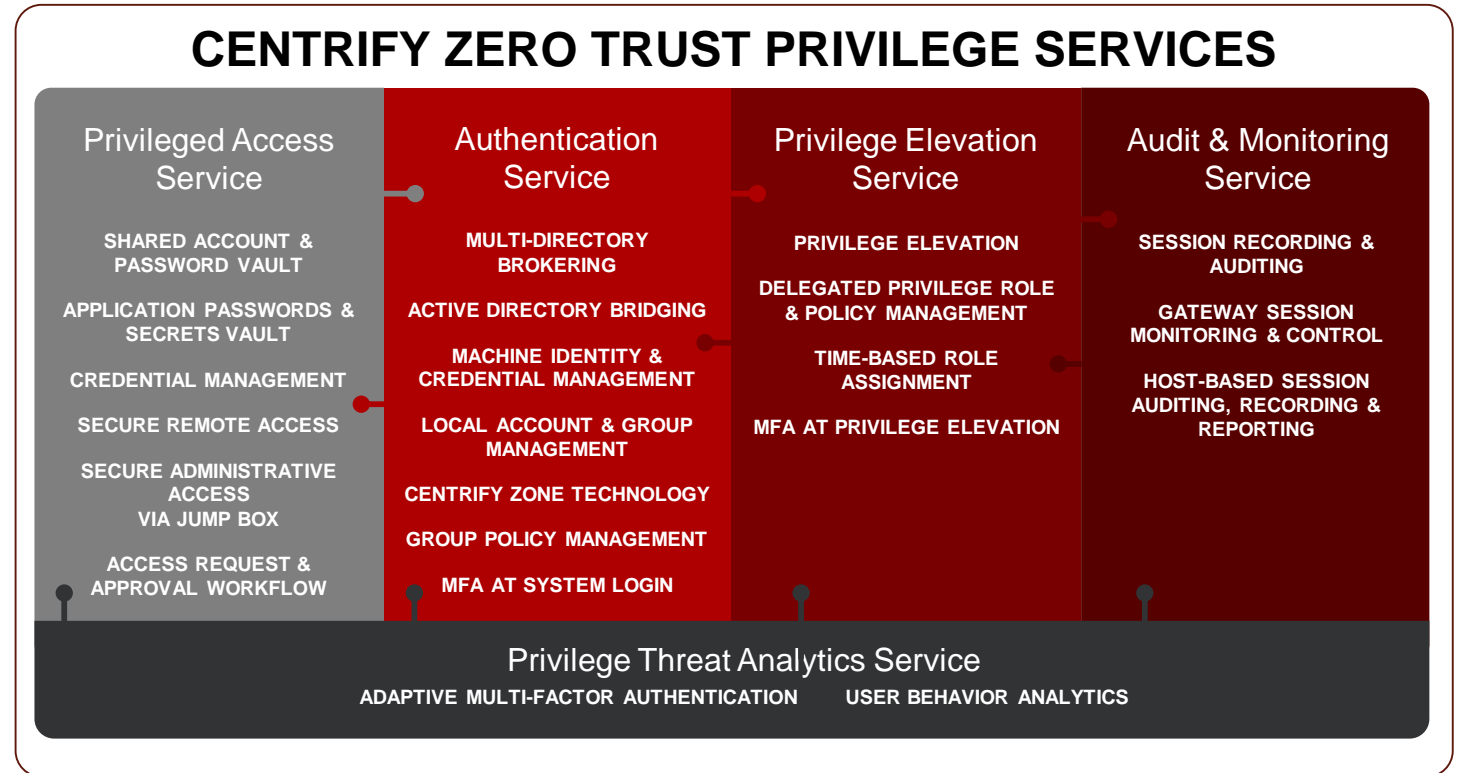 CENTRIFY ZERO TRUST PRIVILEGE SERVICES
Privileged Access
Service
SHARED ACCOUNT &
PASSWORD VAULT
APPLICATION PASSWORDS &
SECRETS VAULT
CREDENTIAL MANAGEMENT
SECURE REMOTE ACCESS
SECURE ADMINISTRATIVE
ACCESS
VIA JUMP BOX
ACCESS REQUEST &
APPROVAL WORKFLOW
Authentication
Service
MULTI-DIRECTORY
BROKERING
ACTIVE DIRECTORY BRIDGING
MACHINE IDENTITY &
CREDENTIAL MANAGEMENT
LOCAL ACCOUNT & GROUP
MANAGEMENT
CENTRIFY ZONE TECHNOLOGY
GROUP POLICY MANAGEMENT
MFA AT SYSTEM LOGIN
Privilege Elevation
Service
PRIVILEGE ELEVATION
DELEGATED PRIVILEGE ROLE
& POLICY MANAGEMENT
TIME-BASED ROLE
ASSIGNMENT
MFA AT PRIVILEGE ELEVATION
Audit & Monitoring
Service
SESSION RECORDING &
AUDITING
GATEWAY SESSION
MONITORING & CONTROL
HOST-BASED SESSION
AUDITING, RECORDING &
REPORTING
Privilege Threat Analytics Service
ADAPTIVE MULTI-FACTOR AUTHENTICATION USER BEHAVIOR ANALYTICS